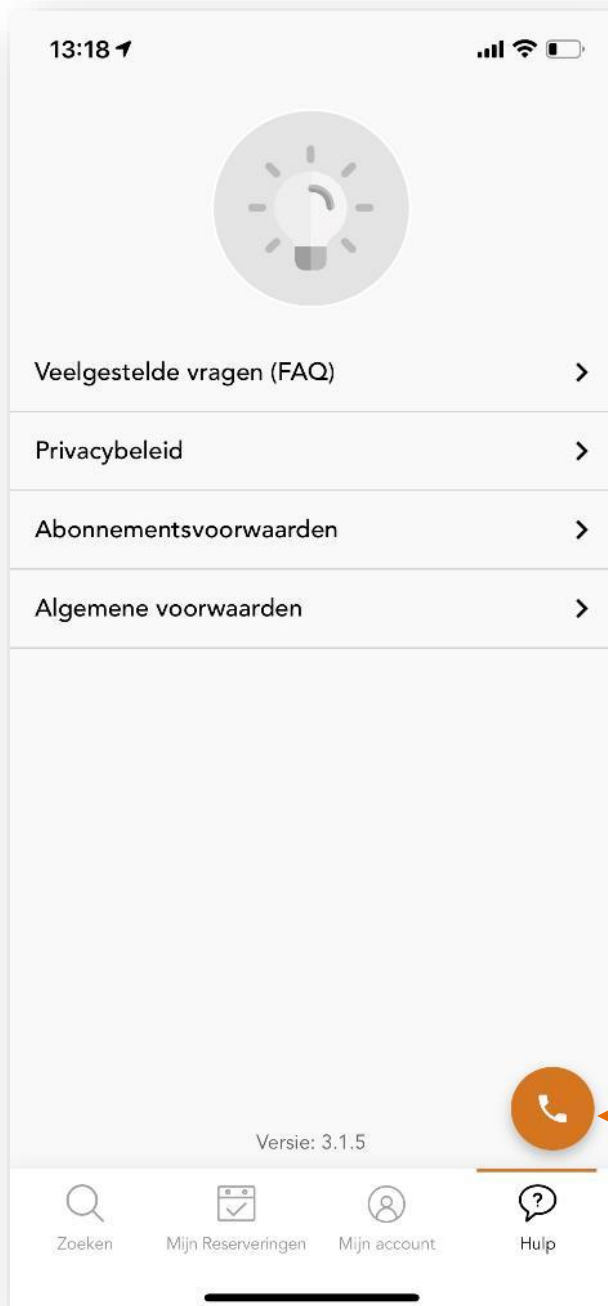 13:18
Veelgestelde vragen (FAQ)
Privacybeleid
Abonnementsvoorwaarden
Algemene voorwaarden
Versie: 3.1.5
Zoeken
Mijn Reserveringen
Mijn account
Hulp